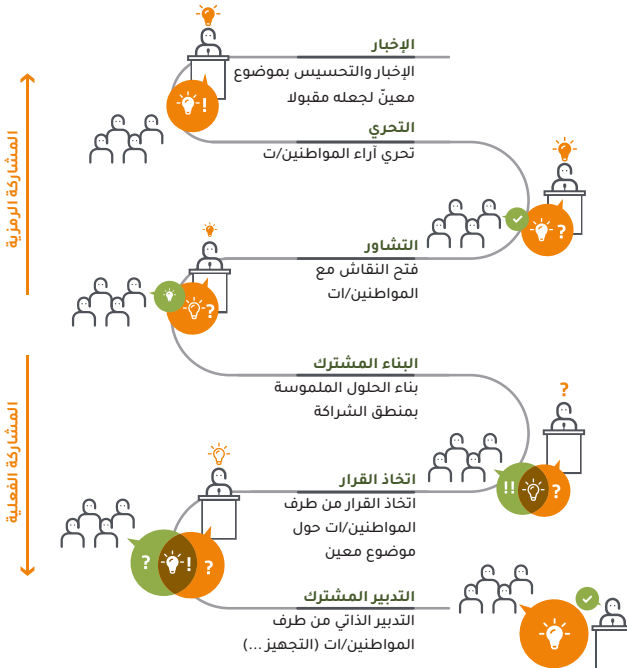 الإخبار
الإخبار والتحسيس بموضوع
معينّ لجعله مقبولا
!
التحري
تحري آراء المواطنين/ت
?
المشاركة الرمزية
التشاور
فتح النقاش مع
المواطنين/ات
?
البناء المشترك
بناء الحلول الملموسة
بمنطق الشراكة
?
!!
?
المشاركة الفعلية
اتخاذ القرار
اتخاذ القرار من طرف
المواطنين/ات حول
موضوع معين
?
!
?
التدبير المشترك
التدبير الذاتي من طرف
المواطنين/ات (التجهيز ...)